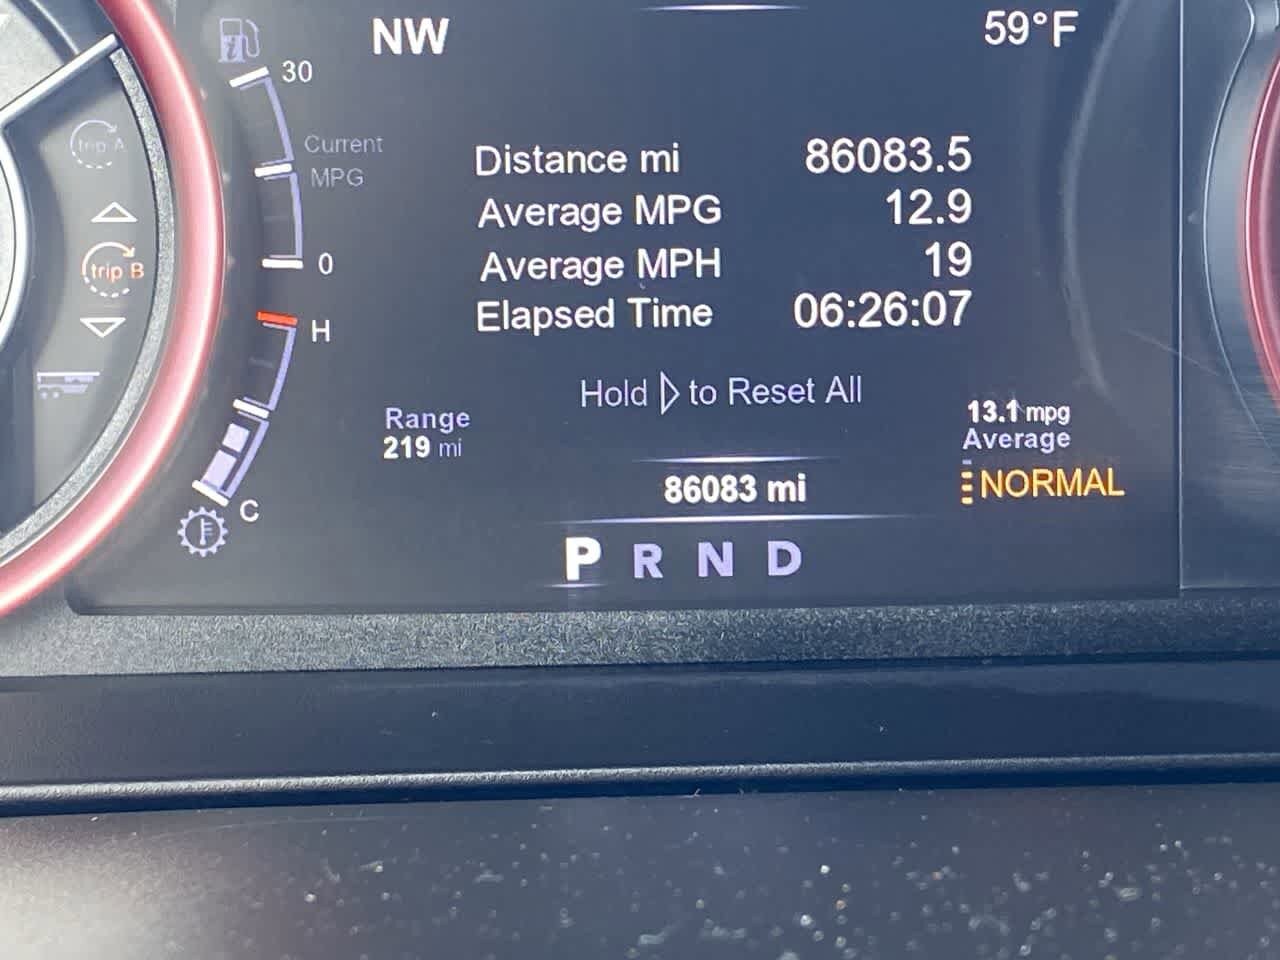 NW
59°F
30
Current
MPG
0
H
C
trip A
trip B
Distance mi 86083.5
Average MPG 12.9
Average MPH 19
Elapsed Time 06:26:07
Hold ▷ to Reset All
Range
219 mi
13.1 mpg
Average
NORMAL
86083 mi
P R N D